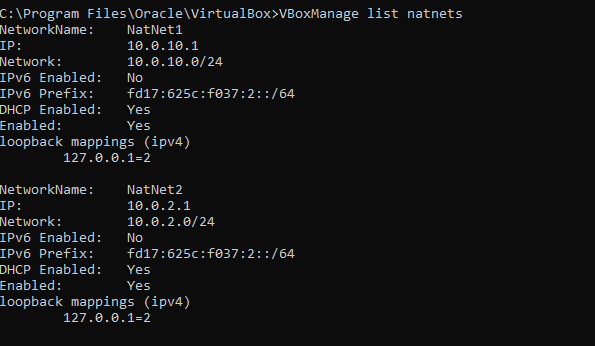 C:\Program Files\Oracle\VirtualBox>VBoxManage list natnets
NetworkName:    NatNet1
IP:             10.0.10.1
Network:        10.0.10.0/24
IPv6 Enabled:   No
IPv6 Prefix:    fd17:625c:f037:2::/64
DHCP Enabled:   Yes
Enabled:        Yes
loopback mappings (ipv4)
        127.0.0.1=2

NetworkName:    NatNet2
IP:             10.0.2.1
Network:        10.0.2.0/24
IPv6 Enabled:   No
IPv6 Prefix:    fd17:625c:f037:2::/64
DHCP Enabled:   Yes
Enabled:        Yes
loopback mappings (ipv4)
        127.0.0.1=2